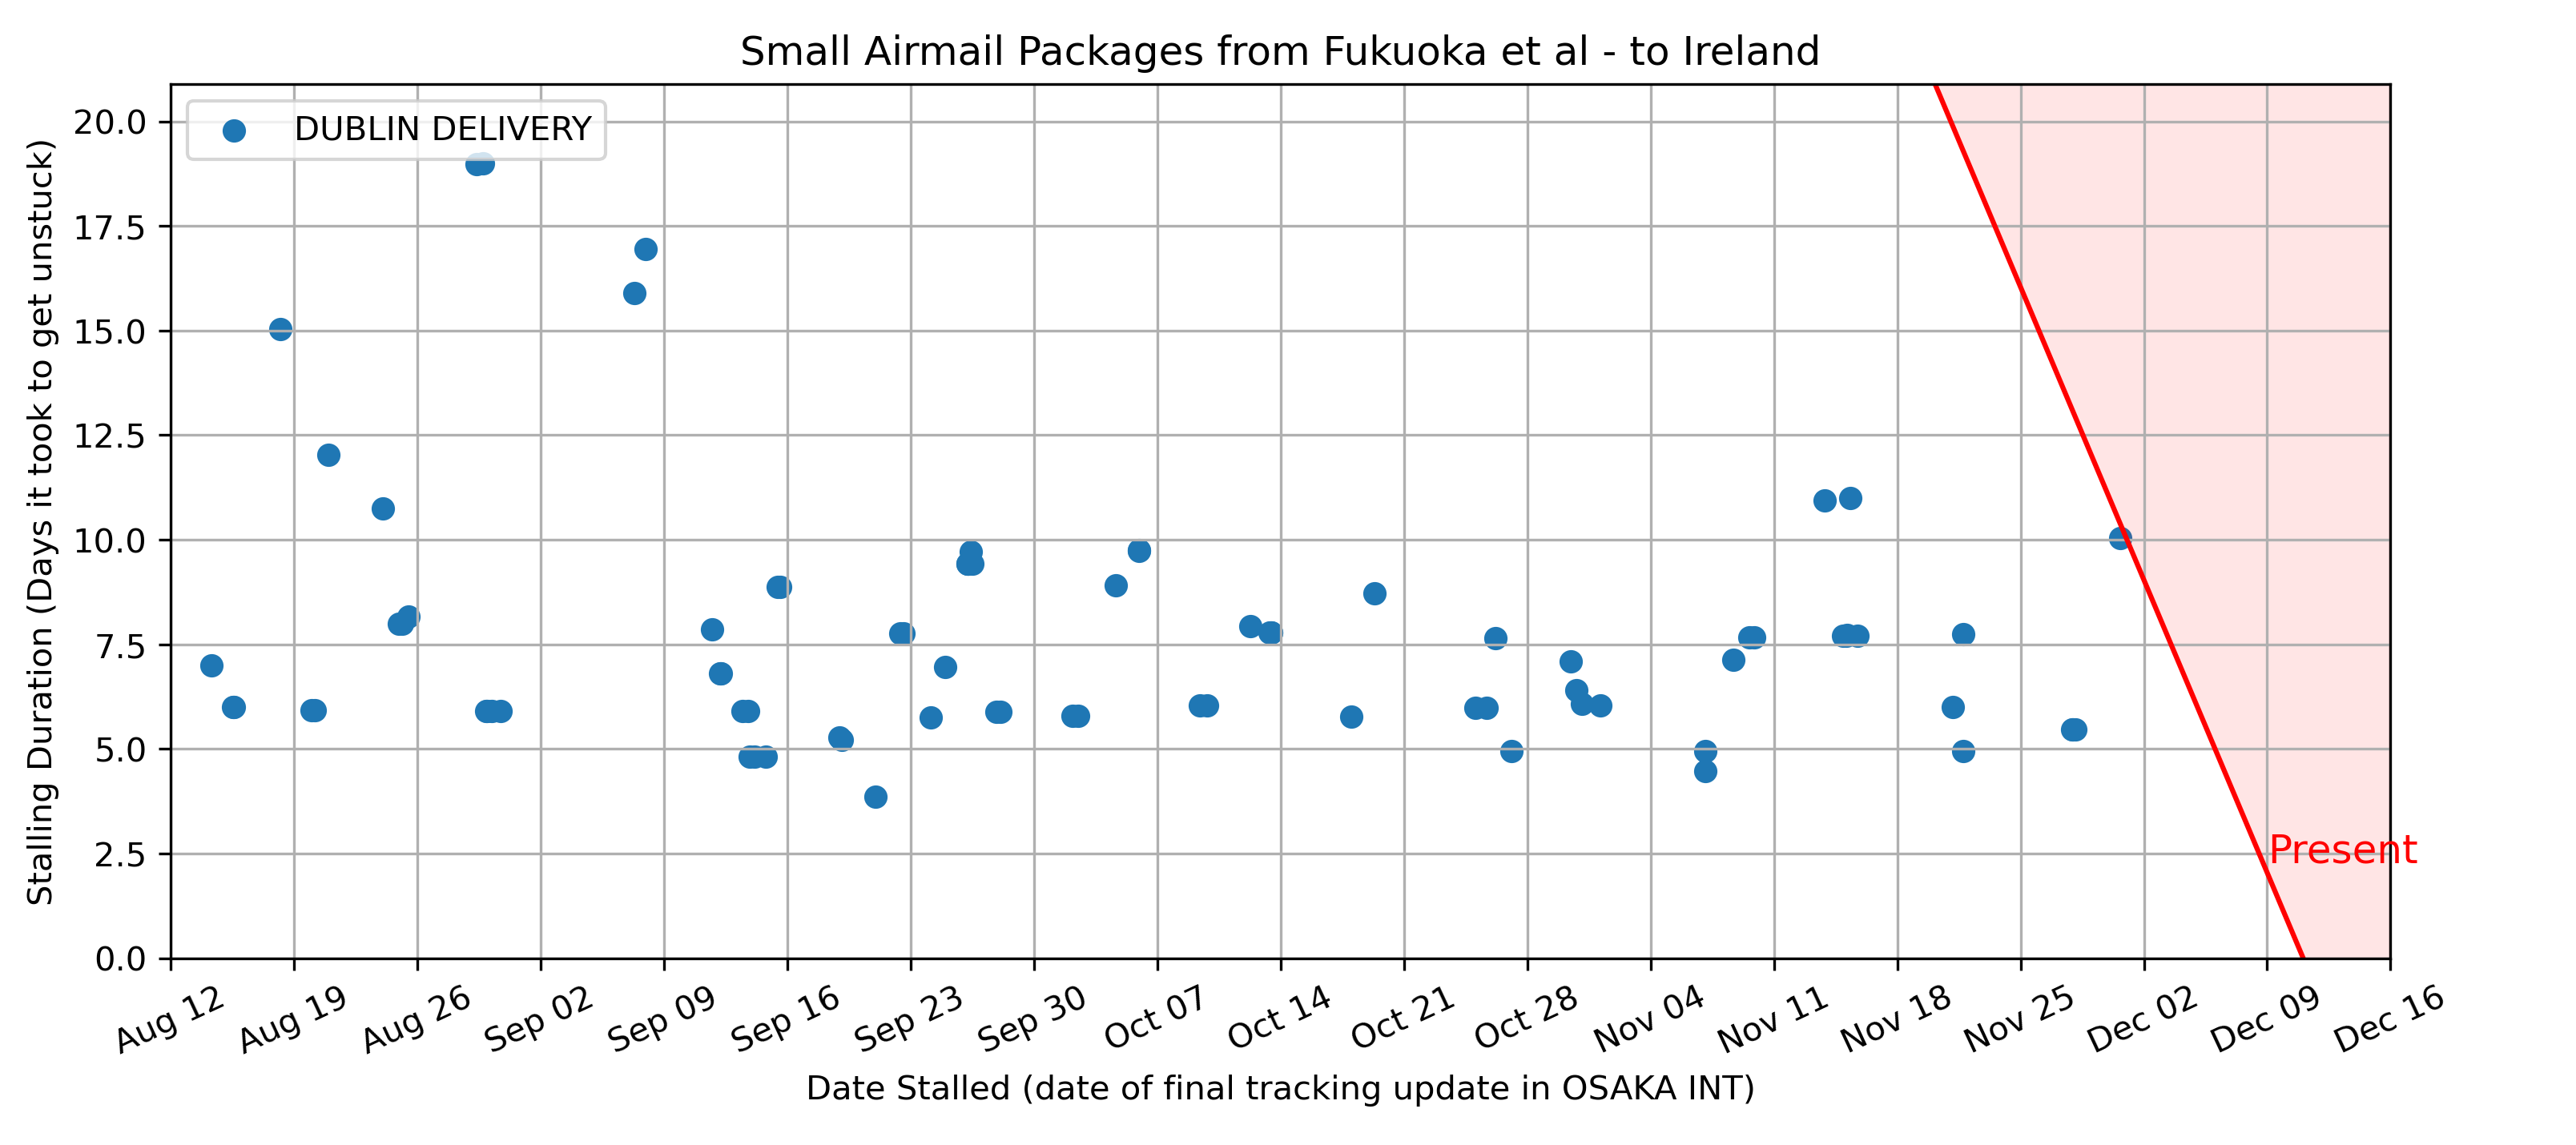 Small Airmail Packages from Fukuoka et al - to Ireland
DUBLIN DELIVERY
Stalling Duration (Days it took to get unstuck)
20.0
17.5
15.0
12.5
10.0
7.5
5.0
2.5
0.0
Present
Aug 12
Aug 19
Aug 26
Sep 02
Sep 09
Sep 16
Sep 23
Sep 30
Oct 07
Oct 14
Oct 21
Oct 28
Nov 04
Nov 11
Nov 18
Nov 25
Dec 02
Dec 09
Dec 16
Date Stalled (date of final tracking update in OSAKA INT)